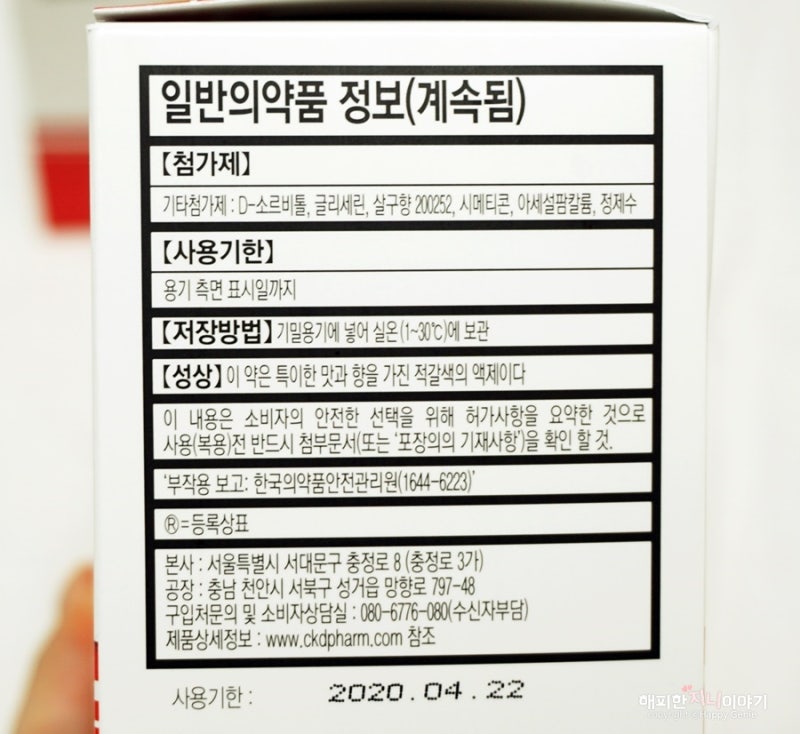 일반의약품 정보(계속됨)
【첨가제】
기타첨가제 : D-소르비톨, 글리세린, 살구향 200252, 시메티콘, 아세설팜칼륨, 정제수
【사용기한】
용기 측면 표시일까지
【저장방법】 기밀용기에 넣어 실온(1~30℃)에 보관
【성상】 이 약은 특이한 맛과 향을 가진 적갈색의 액제이다
이 내용은 소비자의 안전한 선택을 위해 허가사항을 요약한 것으로
사용(복용)전 반드시 첨부문서(또는 '포장의의 기재사항')을 확인 할 것.
'부작용 보고: 한국의약품안전관리원(1644-6223)'
®=등록상표
본사 : 서울특별시 서대문구 충정로 8 (충정로 3가)
공장 : 충남 천안시 서북구 성거읍 망향로 797-48
구입처문의 및 소비자상담실 : 080-6776-080(수신자부담)
제품상세정보 : www.ckdpharm.com 참조
사용기한 : 2020.04.22
해피한 지니이야기
copyright © Happy Genie